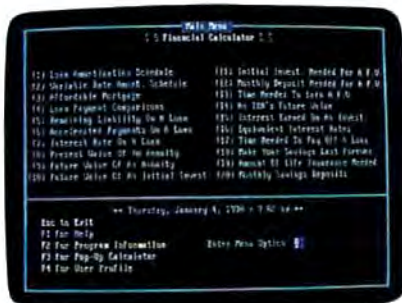 Main Menu
$ $ Financial Calculator $ $
(1) Loan Amortization Schedule
(2) Variable Rate Amort. Schedule
(3) Affordable Mortgage
(4) Loan Payment Comparisons
(5) Remaining Liability On A Loan
(6) Accelerated Payments On A Loan
(7) Interest Rate On A Loan
(8) Present Value Of An Annuity
(9) Future Value Of An Annuity
(10) Future Value Of An Initial Invest
(11) Initial Invest. Needed For A F.V.
(12) Monthly Deposit Needed For A F.V.
(13) Time Needed To Earn A F.V.
(14) An IRA's Future Value
(15) Interest Earned On An Invest.
(16) Equivalent Interest Rates
(17) Time Needed To Pay Off A Loan
(18) Make Your Savings Last Forever
(19) Amount Of Life Insurance Needed
(20) Monthly Savings Deposits
** Thursday, January 4,
Esc to Exit
F1 for Help
F2 for Program Information
Enter Menu Option
F3 for Pop-Up Calculator
F4 for User Profile